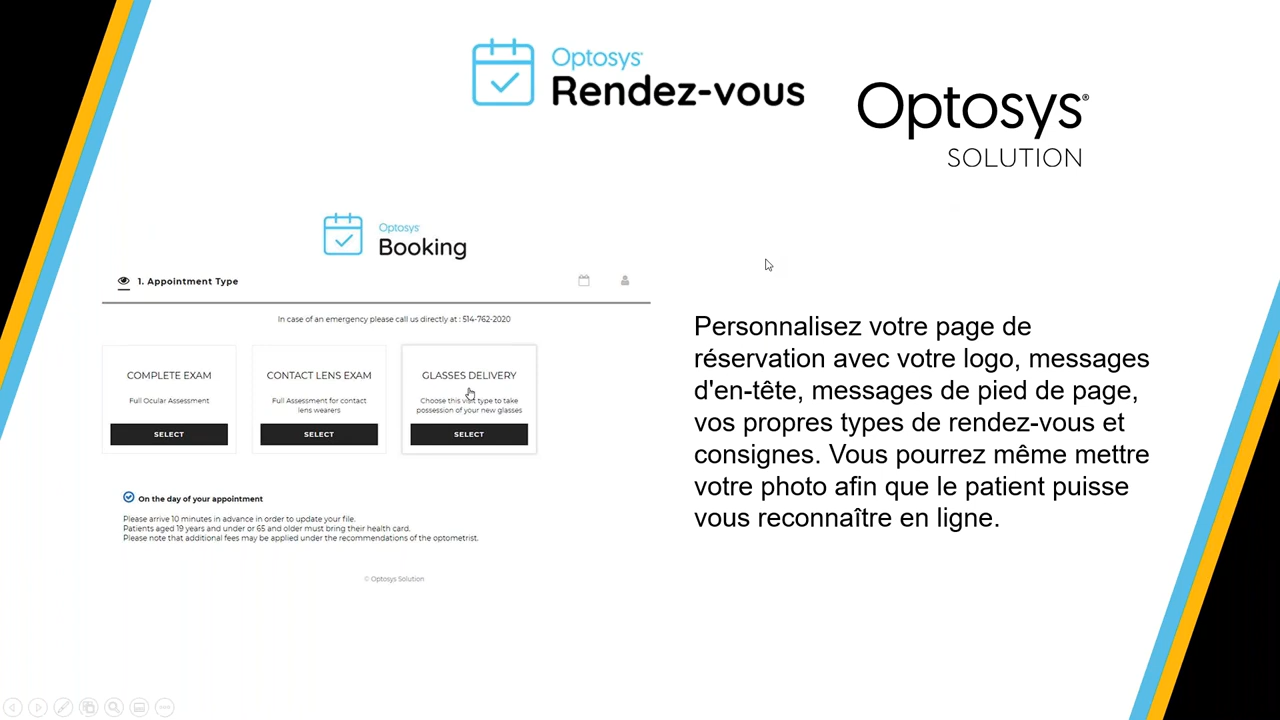 Optosys®
Rendez-vous
Optosys®
SOLUTION
Optosys®
Booking
1. Appointment Type
In case of an emergency please call us directly at : 514-762-2020
COMPLETE EXAM
Full Ocular Assessment
SELECT
CONTACT LENS EXAM
Full Assessment for contact
lens wearers
SELECT
GLASSES DELIVERY
Choose this visit type to take
possession of your new glasses
SELECT
On the day of your appointment
Please arrive 10 minutes in advance in order to update your file.
Patients aged 19 years and under or 65 and older must bring their health card.
Please note that additional fees may be applied under the recommendations of the optometrist.
© Optosys Solution
Personnalisez votre page de
réservation avec votre logo, messages
d'en-tête, messages de pied de page,
vos propres types de rendez-vous et
consignes. Vous pourrez même mettre
votre photo afin que le patient puisse
vous reconnaître en ligne.